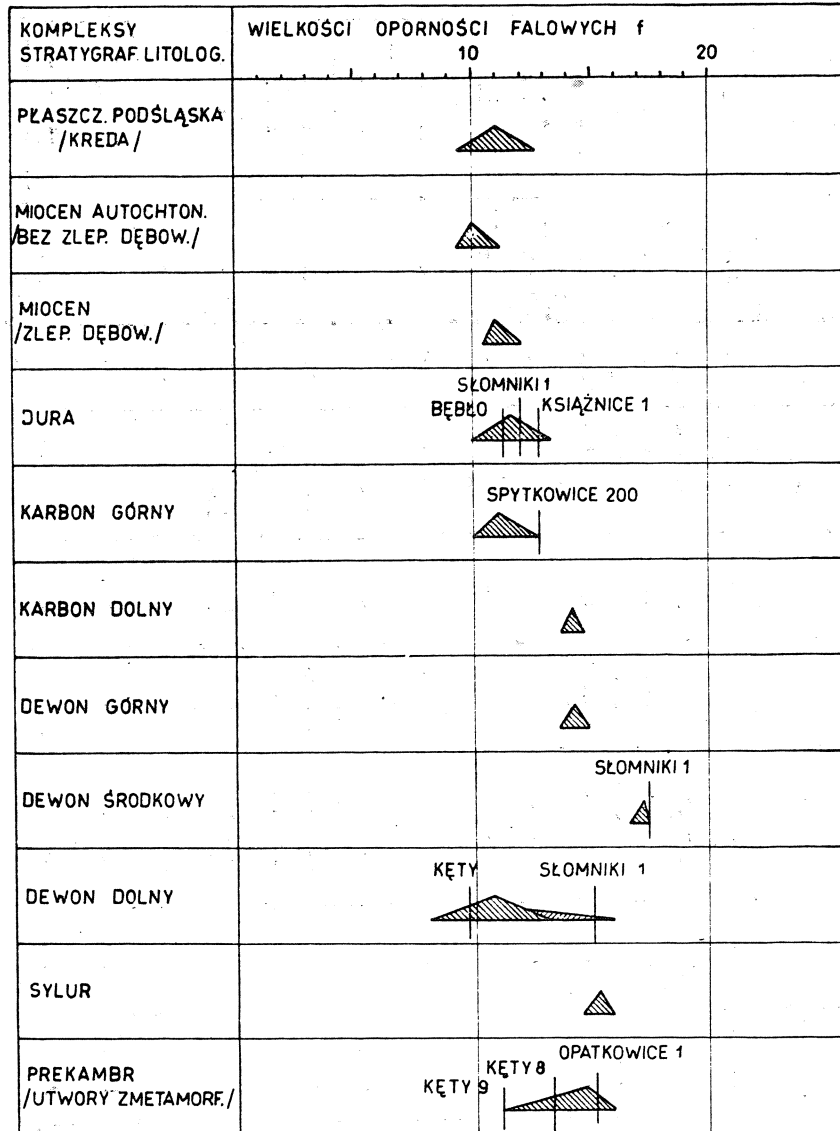 KOMPLEKSY
STRATYGRAF. LITOLOG.
WIELKOŚCI OPORNOŚCI FALOWYCH f
10 20
PŁASZCZ. PODŚLĄSKA
/KREDA/
MIOCEN AUTOCHTON.
/BEZ ZLEP. DĘBOW./
MIOCEN
/ZLEP. DĘBOW./
JURA
SŁOMNIKI 1
BĘBŁO KSIĄŻNICE 1
KARBON GÓRNY
SPYTKOWICE 200
KARBON DOLNY
DEWON GÓRNY
DEWON ŚRODKOWY
SŁOMNIKI 1
DEWON DOLNY
KĘTY SŁOMNIKI 1
SYLUR
PREKAMBR
/UTWORY ZMETAMORF./
OPATKOWICE 1
KĘTY 8
KĘTY 9